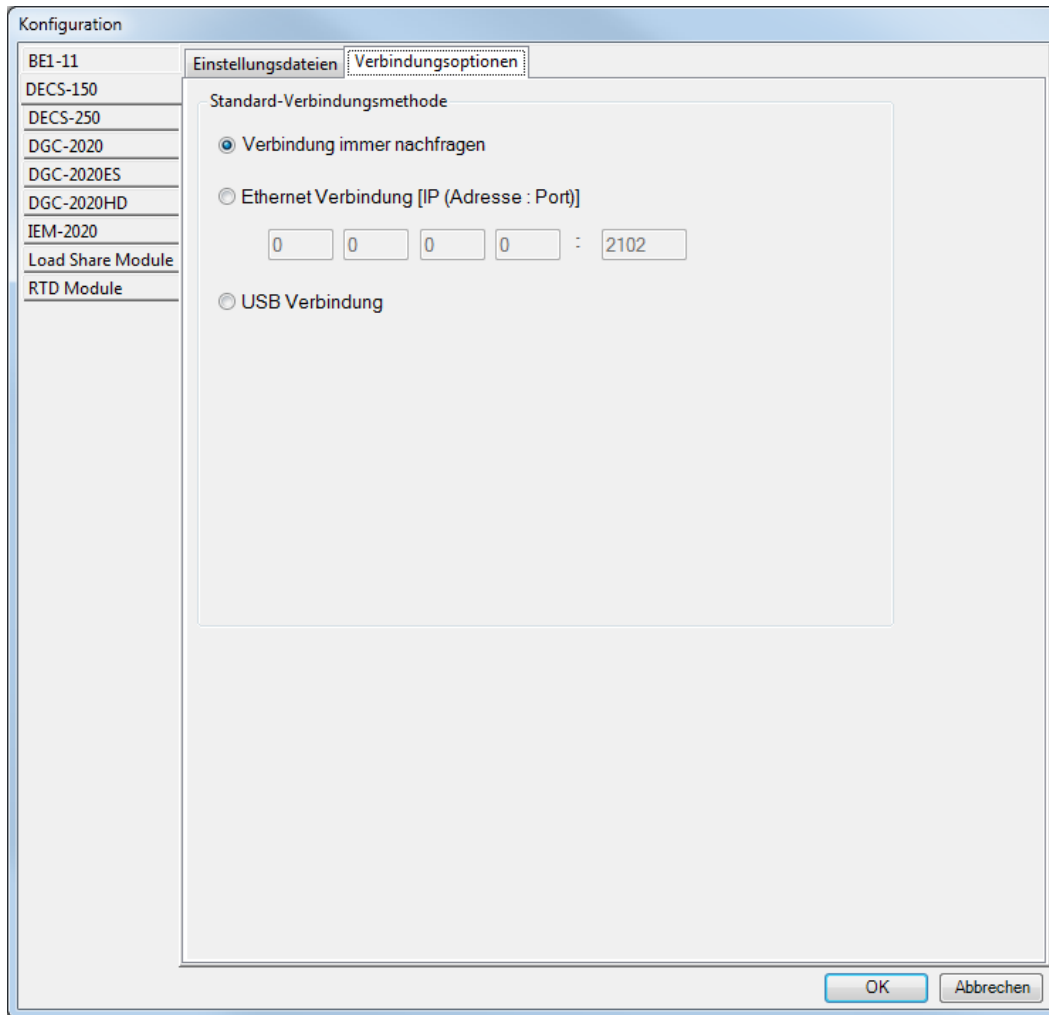 Konfiguration
BE1-11
DECS-150
DECS-250
DGC-2020
DGC-2020ES
DGC-2020HD
IEM-2020
Load Share Module
RTD Module
Einstellungsdateien Verbindungsoptionen
Standard-Verbindungsmethode
Verbindung immer nachfragen
Ethernet Verbindung [IP (Adresse : Port)]
0 0 0 0 : 2102
USB Verbindung
OK Abbrechen